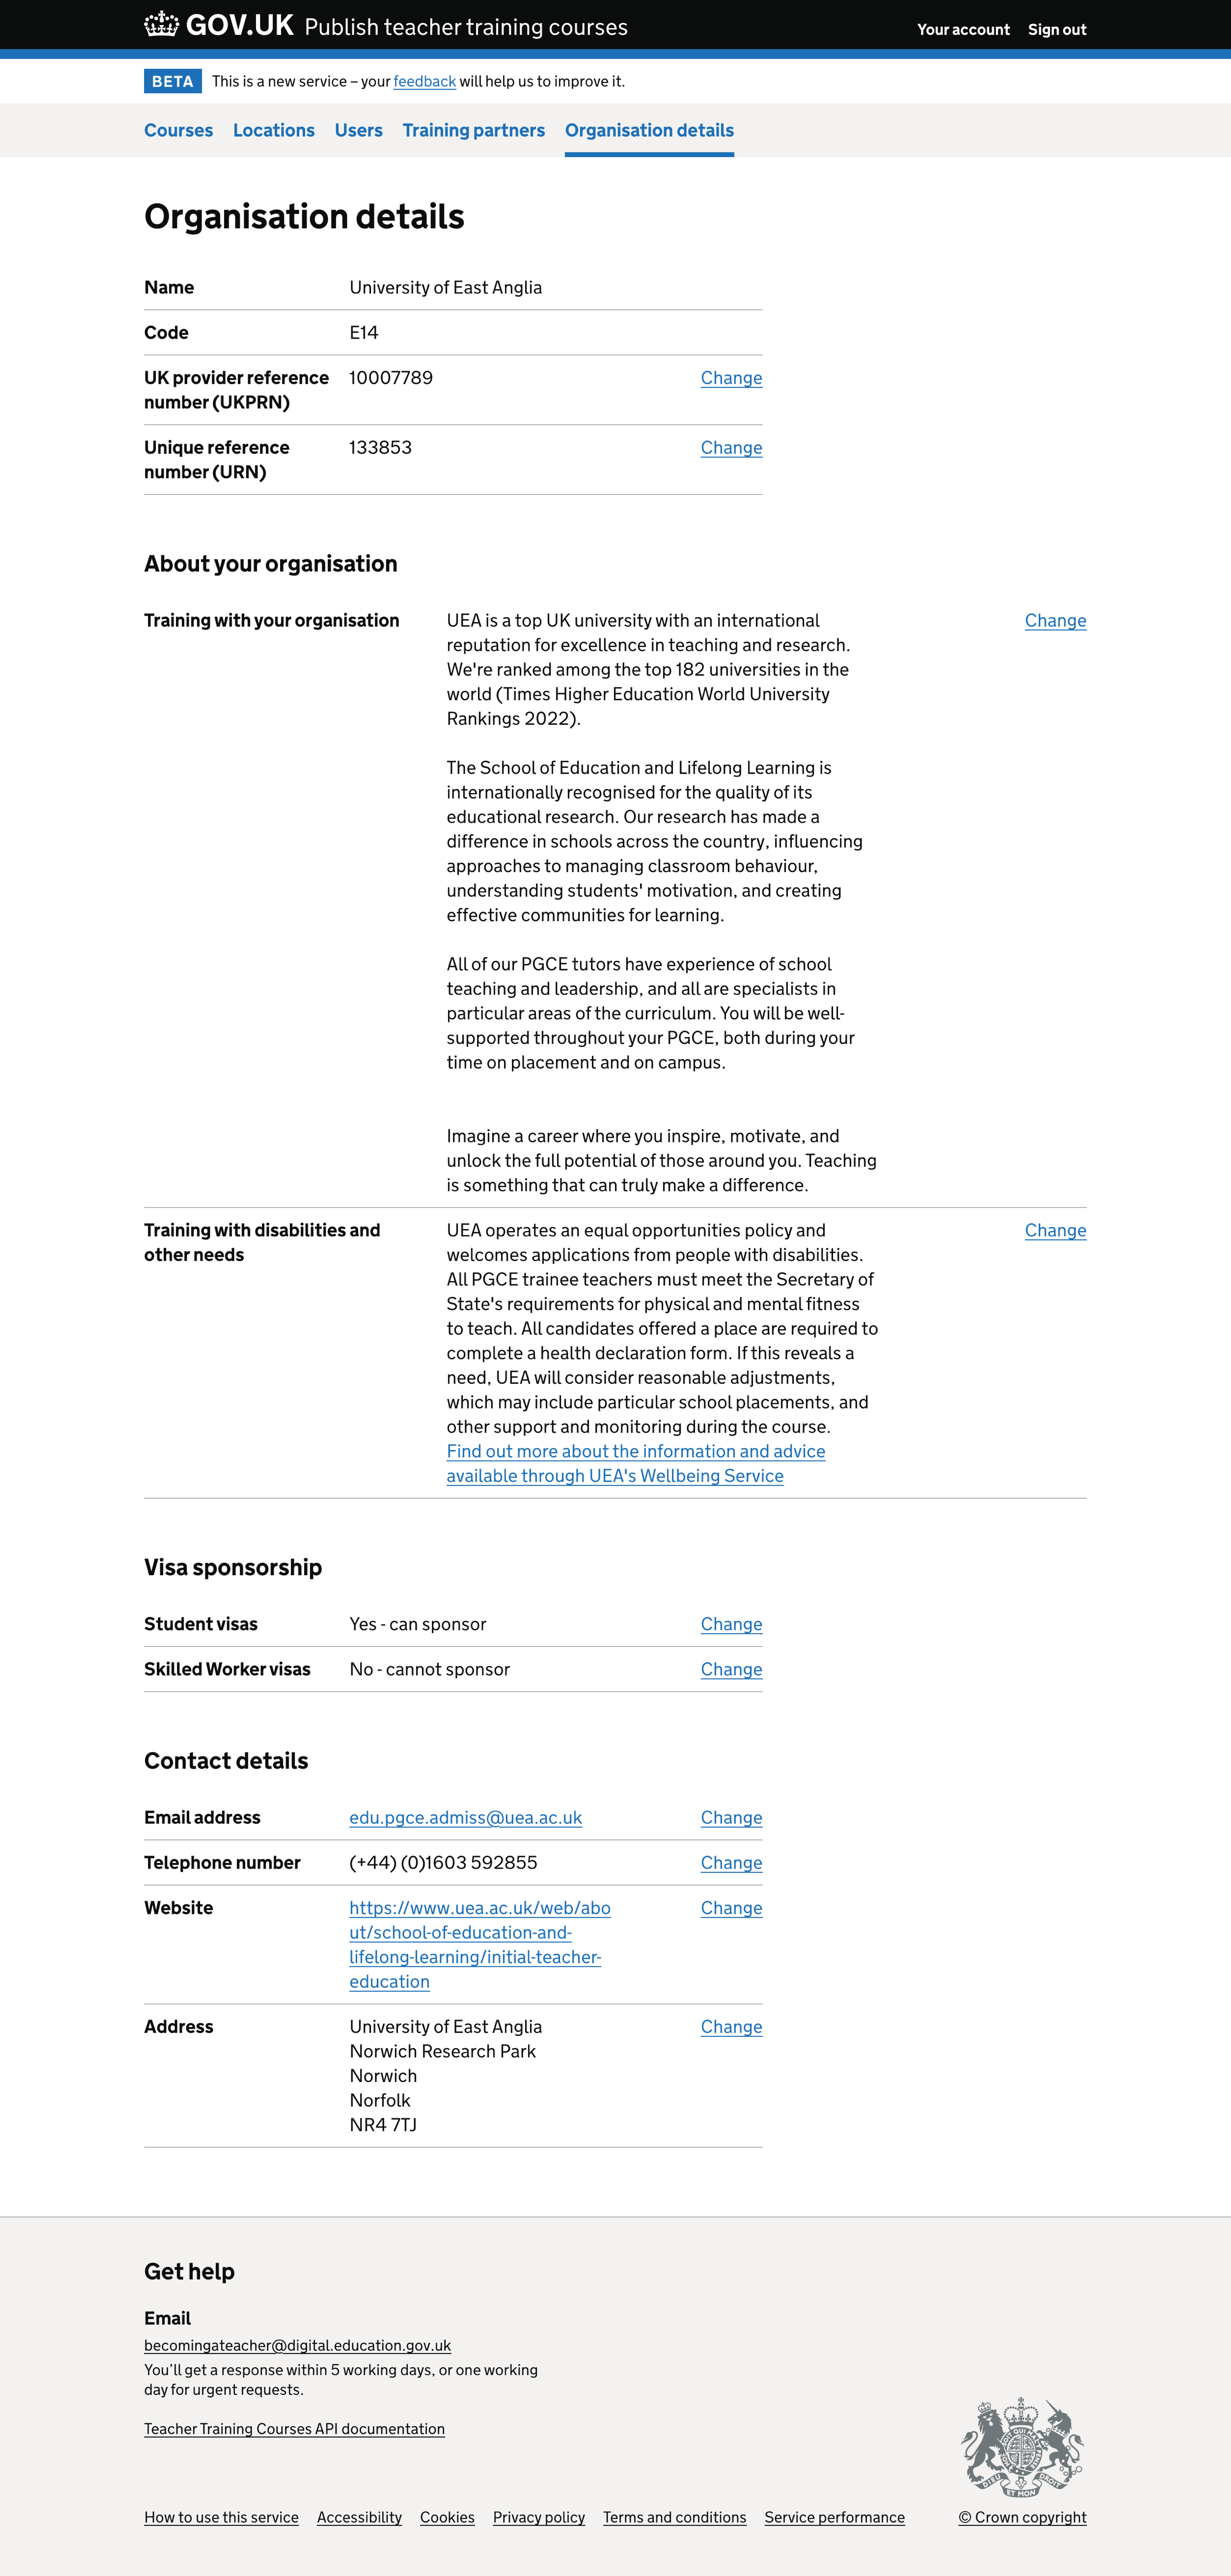 GOV.UK Publish teacher training courses Your account Sign out
BETA This is a new service – your feedback will help us to improve it.
Courses Locations Users Training partners Organisation details
Organisation details
Name University of East Anglia
Code E14
UK provider reference 10007789 Change
number (UKPRN)
Unique reference 133853 Change
number (URN)
About your organisation
Training with your organisation UEA is a top UK university with an international Change
reputation for excellence in teaching and research.
We're ranked among the top 182 universities in the
world (Times Higher Education World University
Rankings 2022).
The School of Education and Lifelong Learning is
internationally recognised for the quality of its
educational research. Our research has made a
difference in schools across the country, influencing
approaches to managing classroom behaviour,
understanding students' motivation, and creating
effective communities for learning.
All of our PGCE tutors have experience of school
teaching and leadership, and all are specialists in
particular areas of the curriculum. You will be well-
supported throughout your PGCE, both during your
time on placement and on campus.
Imagine a career where you inspire, motivate, and
unlock the full potential of those around you. Teaching
is something that can truly make a difference.
Training with disabilities and UEA operates an equal opportunities policy and Change
other needs welcomes applications from people with disabilities.
All PGCE trainee teachers must meet the Secretary of
State's requirements for physical and mental fitness
to teach. All candidates offered a place are required to
complete a health declaration form. If this reveals a
need, UEA will consider reasonable adjustments,
which may include particular school placements, and
other support and monitoring during the course.
Find out more about the information and advice
available through UEA's Wellbeing Service
Visa sponsorship
Student visas Yes - can sponsor Change
Skilled Worker visas No - cannot sponsor Change
Contact details
Email address edu.pgce.admiss@uea.ac.uk Change
Telephone number (+44) (0)1603 592855 Change
Website https://www.uea.ac.uk/web/abo Change
ut/school-of-education-and-
lifelong-learning/initial-teacher-
education
Address University of East Anglia Change
Norwich Research Park
Norwich
Norfolk
NR4 7TJ
Get help
Email
becomingateacher@digital.education.gov.uk
You'll get a response within 5 working days, or one working
day for urgent requests.
Teacher Training Courses API documentation
DIEU ET MON DROIT
How to use this service Accessibility Cookies Privacy policy Terms and conditions Service performance © Crown copyright